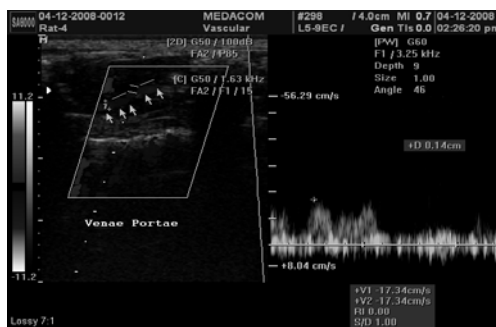 SA8000
04-12-2008-0012 MEDACOM #298 / 4.0cm MI 0.7 04-12-2008
Rat-4 Vascular L5-9EC / Gen TIs 0.0 02:26:20 PM
[2D] G50 / 100dB
FA2 / P85
[C] G50 / 1.63 kHz
FA2 / F1 / 15
11.2
-11.2
Venae Portae
Lossy 7:1
[PW] G60
F1 / 3.25 kHz
Depth 9
Size 1.00
Angle 46
-56.29 cm/s
+D 0.14cm
+8.04 cm/s
+V1 -17.34cm/s
+V2 -17.34cm/s
RI 0.00
S/D 1.00